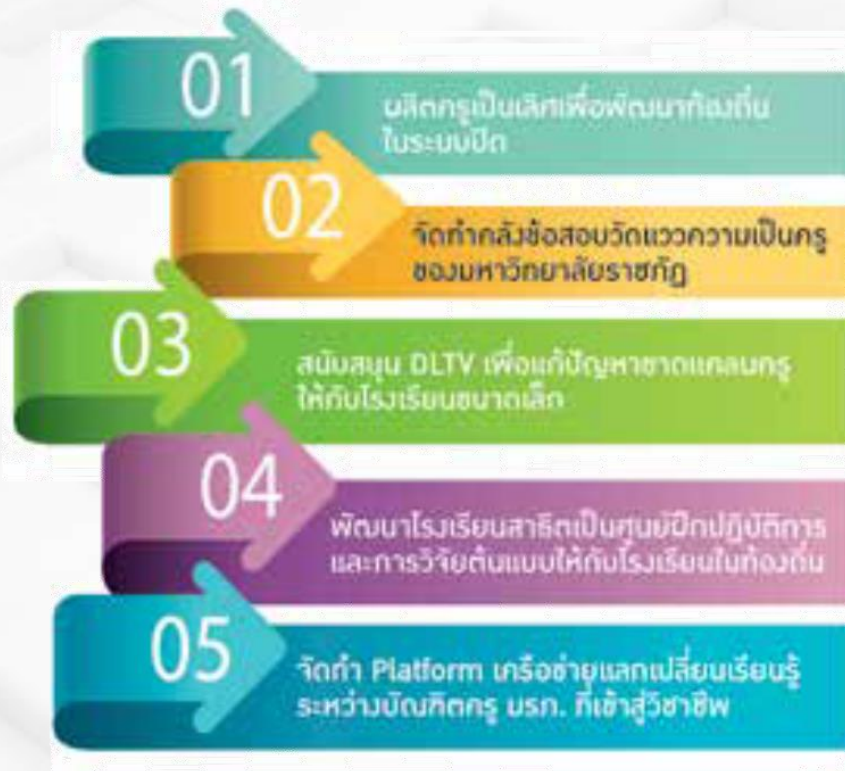 01
ผลิตครูเป็นเลิศเพื่อพัฒนาท้องถิ่น
ในระบบปิด
02
จัดทำคลังข้อสอบวัดแววความเป็นครู
ของมหาวิทยาลัยราชภัฏ
03
สนับสนุน DLTV เพื่อแก้ปัญหาขาดแคลนครู
ให้กับโรงเรียนขนาดเล็ก
04
พัฒนาโรงเรียนสาธิตเป็นศูนย์ฝึกปฏิบัติการ
และการวิจัยต้นแบบให้กับโรงเรียนในท้องถิ่น
05
จัดทำ Platform เครือข่ายแลกเปลี่ยนเรียนรู้
ระหว่างบัณฑิตครู มรภ. ที่เข้าสู่วิชาชีพ